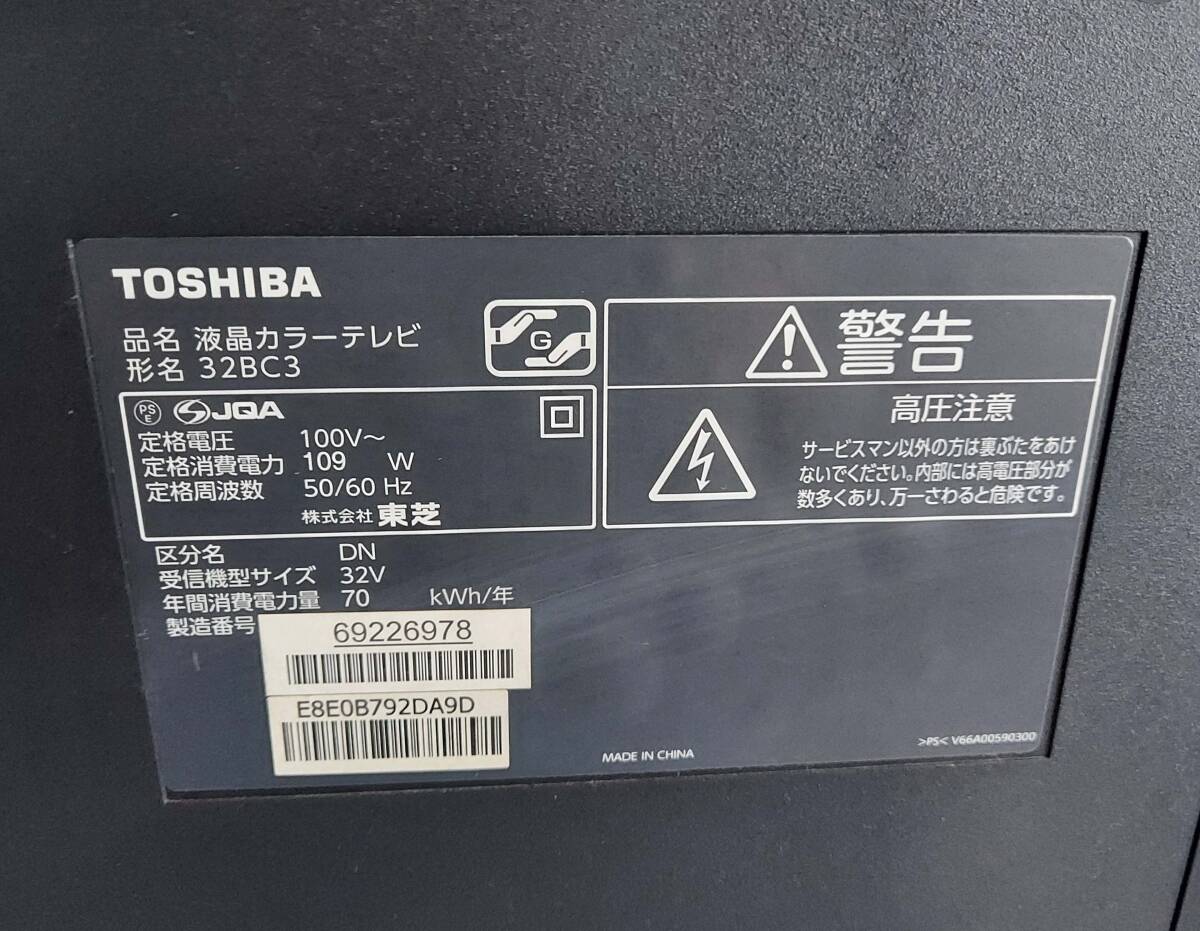 TOSHIBA
品名 液晶カラーテレビ
形名 32BC3
G
PS
E
JQA
定格電圧 100V～
定格消費電力 109 W
定格周波数 50/60 Hz
株式会社 東芝
警告
高圧注意
サービスマン以外の方は裏ぶたをあけ
ないでください。内部には高電圧部分が
数多くあり、万一さわると危険です。
区分名 DN
受信機型サイズ 32V
年間消費電力量 70 kWh/年
製造番号
69226978
E8E0B792DA9D
MADE IN CHINA
>PS< V66A00590300